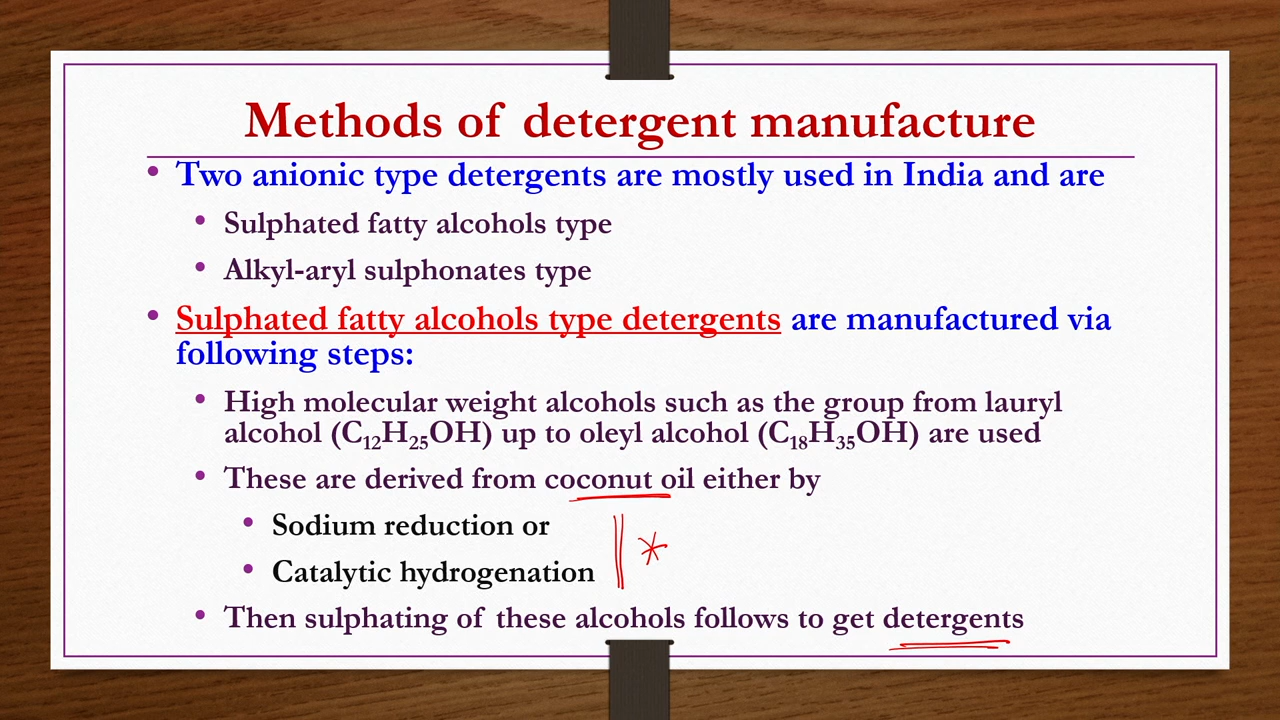 Methods of detergent manufacture
• Two anionic type detergents are mostly used in India and are
• Sulphated fatty alcohols type
• Alkyl-aryl sulphonates type
• Sulphated fatty alcohols type detergents are manufactured via
following steps:
• High molecular weight alcohols such as the group from lauryl
alcohol (C₁₂H₂₅OH) up to oleyl alcohol (C₁₈H₃₅OH) are used
• These are derived from coconut oil either by
• Sodium reduction or
• Catalytic hydrogenation
• Then sulphating of these alcohols follows to get detergents